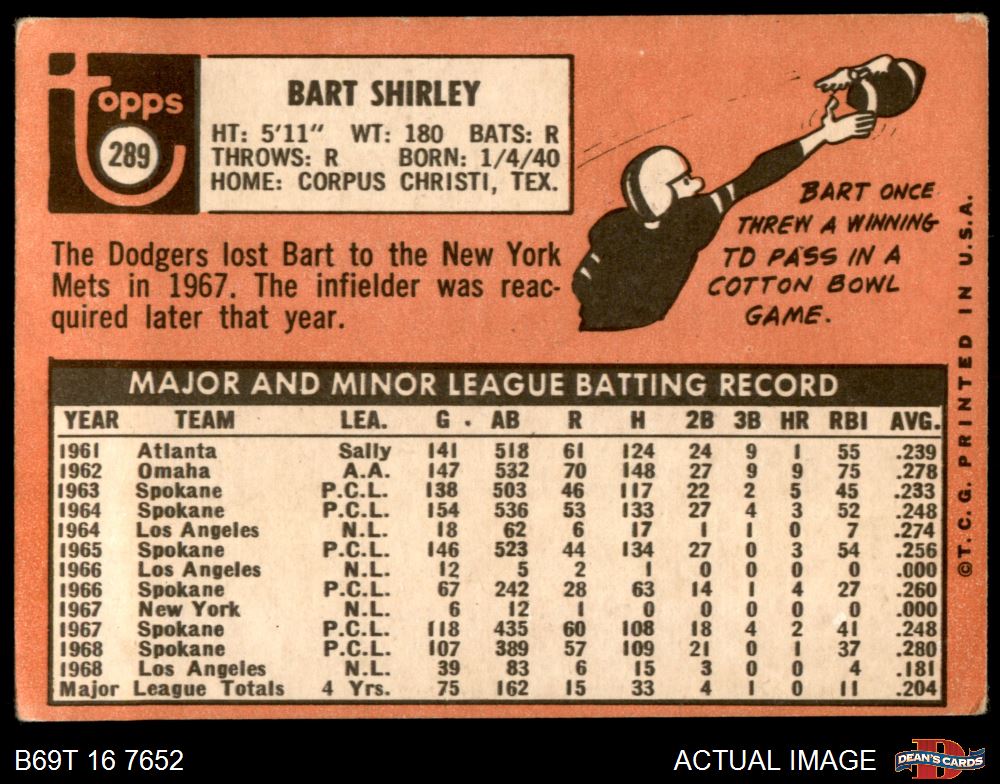 topps
289
BART SHIRLEY
HT: 5'11" WT: 180 BATS: R
THROWS: R BORN: 1/4/40
HOME: CORPUS CHRISTI, TEX.
The Dodgers lost Bart to the New York
Mets in 1967. The infielder was reac-
quired later that year.
BART ONCE
THREW A WINNING
TD PASS IN A
COTTON BOWL
GAME.
MAJOR AND MINOR LEAGUE BATTING RECORD
YEAR TEAM LEA. G. AB R H 2B 3B HR RBI AVG.
1961 Atlanta Sally 141 518 61 124 24 9 1 55 .239
1962 Omaha A.A. 147 532 70 148 27 9 9 75 .278
1963 Spokane P.C.L. 138 503 46 117 22 2 5 45 .233
1964 Spokane P.C.L. 154 536 53 133 27 4 3 52 .248
1964 Los Angeles N.L. 18 62 6 17 1 1 0 7 .274
1965 Spokane P.C.L. 146 523 44 134 27 0 3 54 .256
1966 Los Angeles N.L. 12 5 2 1 0 0 0 0 .000
1966 Spokane P.C.L. 67 242 28 63 14 1 4 27 .260
1967 New York N.L. 6 12 1 0 0 0 0 0 .000
1967 Spokane P.C.L. 118 435 60 108 18 4 2 41 .248
1968 Spokane P.C.L. 107 389 57 109 21 0 1 37 .280
1968 Los Angeles N.L. 39 83 6 15 3 0 0 4 .181
Major League Totals 4 Yrs. 75 162 15 33 4 1 0 11 .204
©T.C.G. PRINTED IN U.S.A.
B69T 16 7652
ACTUAL IMAGE
D
DEAN'S CARDS